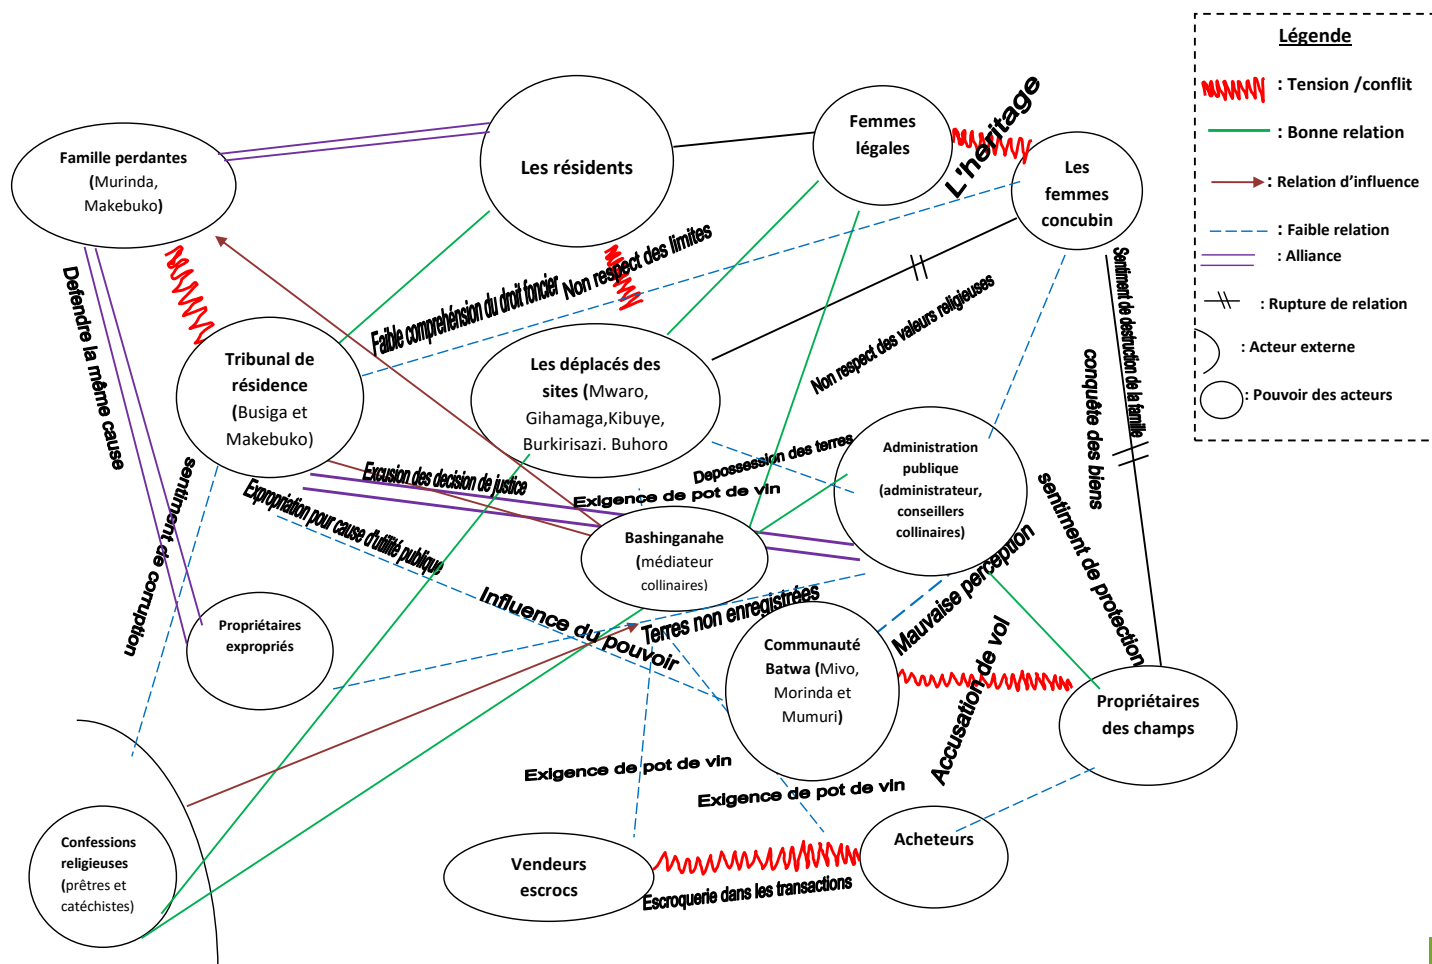 Légende
: Tension /conflit
: Bonne relation
: Relation d'influence
: Faible relation
: Alliance
: Rupture de relation
: Acteur externe
: Pouvoir des acteurs
Famille perdantes
(Murinda,
Makebuko)
Les résidents
Femmes
légales
L'heritage
Les
femmes
concubin
Defendre la même cause
Faible comprehénsion du droit foncier
Non respect des limites
Non respect des valeurs religieuses
Sentiment de destruction de la famille
conquête des biens
Tribunal de
résidence
(Busiga et
Makebuko)
Les déplacés des
sites (Mwaro,
Gihamaga,Kibuye,
Burkirisazi. Buhoro
Administration
publique
(administrateur,
conseillers
collinaires)
Depossession des terres
Excusion des decision de justice
Exigence de pot de vin
Expropriation pour cause d'utilité publique
sentiment de corruption
Bashinganahe
(médiateur
collinaires)
sentiment de protection
Mauvaise perception
Influence du pouvoir
Terres non enregistrées
Propriétaires
expropriés
Communauté
Batwa (Mivo,
Morinda et
Mumuri)
Accusation de vol
Propriétaires
des champs
Exigence de pot de vin
Exigence de pot de vin
Confessions
religieuses
(prêtres et
catéchistes)
Vendeurs
escrocs
Escroquerie dans les transactions
Acheteurs